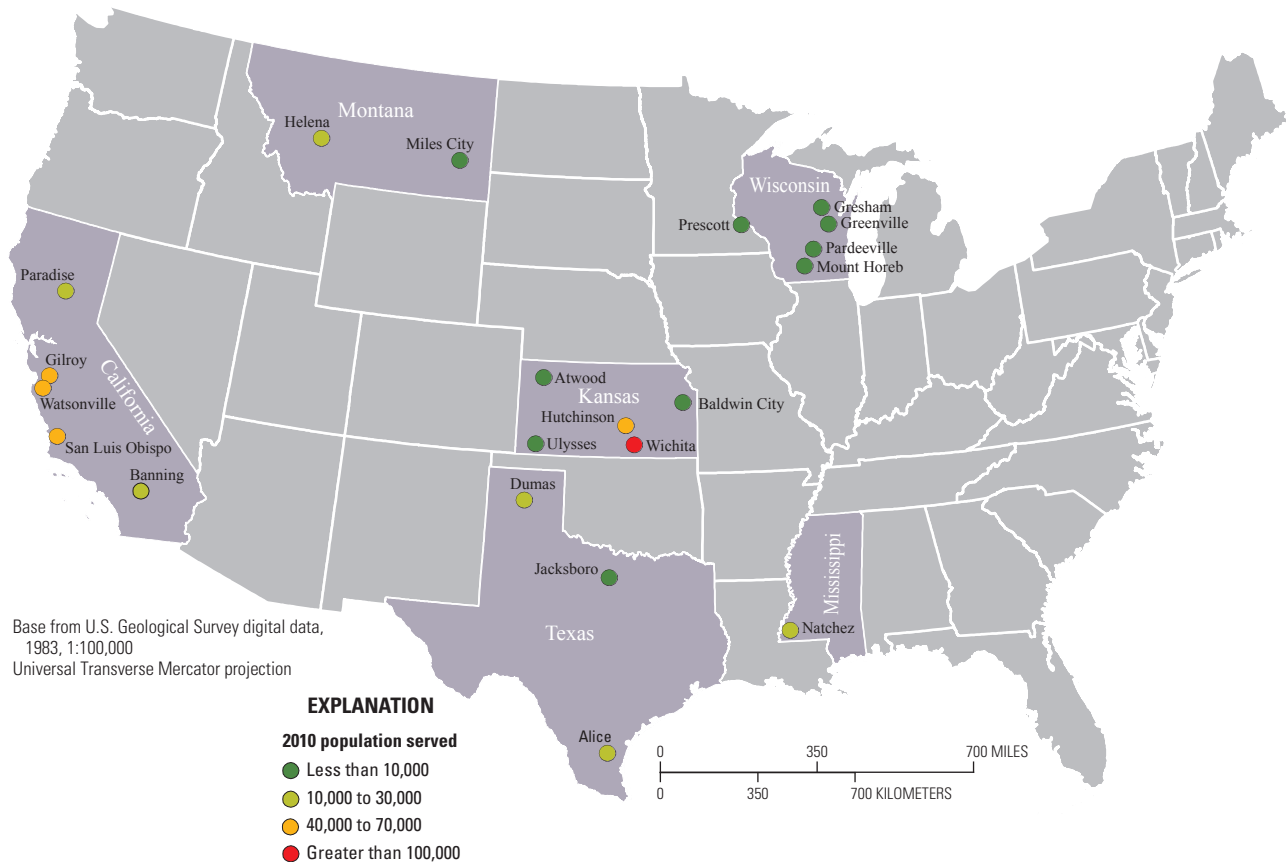 Montana
Helena
Miles City
Wisconsin
Gresham
Prescott
Greenville
Pardeeville
Mount Horeb
Paradise
Gilroy
California
Watsonville
San Luis Obispo
Banning
Atwood
Kansas
Baldwin City
Hutchinson
Ulysses
Wichita
Dumas
Jacksboro
Texas
Mississippi
Natchez
Alice
Base from U.S. Geological Survey digital data,
1983, 1:100,000
Universal Transverse Mercator projection
EXPLANATION
2010 population served
Less than 10,000
10,000 to 30,000
40,000 to 70,000
Greater than 100,000
0 350 700 MILES
0 350 700 KILOMETERS